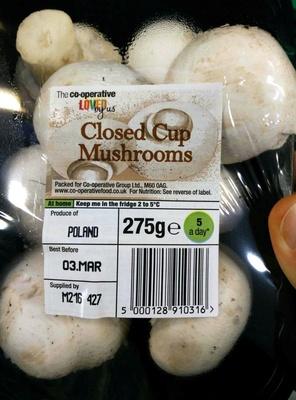 The co-operative
LOVED
by us
Closed Cup
Mushrooms
Packed for Co-operative Group Ltd., M60 0AG.
www.co-operativefood.co.uk For Nutrition: See reverse of label.
At home Keep me in the fridge 2 to 5°C
Produce of
POLAND
275g e
5
a day*
Best Before
03.MAR
Supplied by
M216 427
5 000128 910316 >